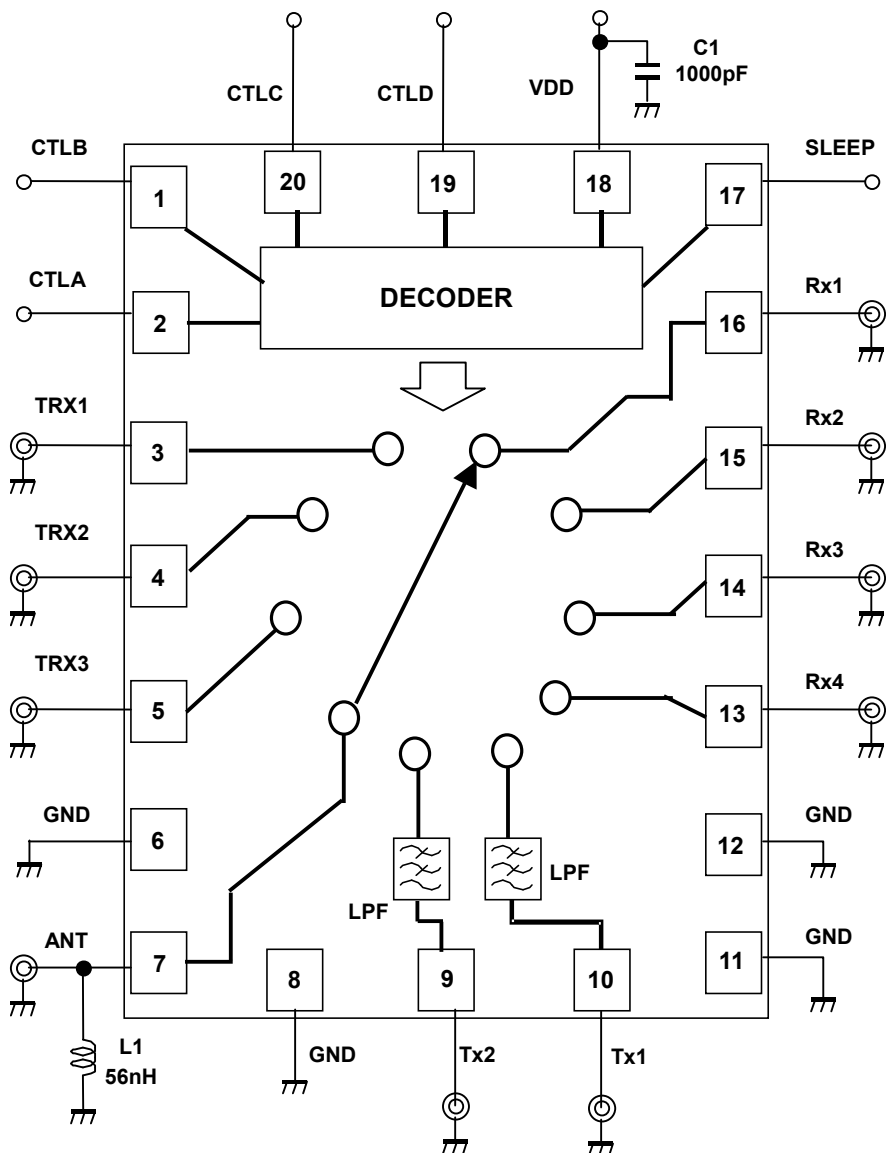 C1
1000pF
CTLC
CTLD
VDD
CTLB
SLEEP
1
20
19
18
17
CTLA
DECODER
Rx1
2
16
TRX1
Rx2
3
15
TRX2
Rx3
4
14
TRX3
Rx4
5
13
GND
GND
6
12
LPF
LPF
ANT
GND
7
8
9
10
11
L1
56nH
GND
Tx2
Tx1